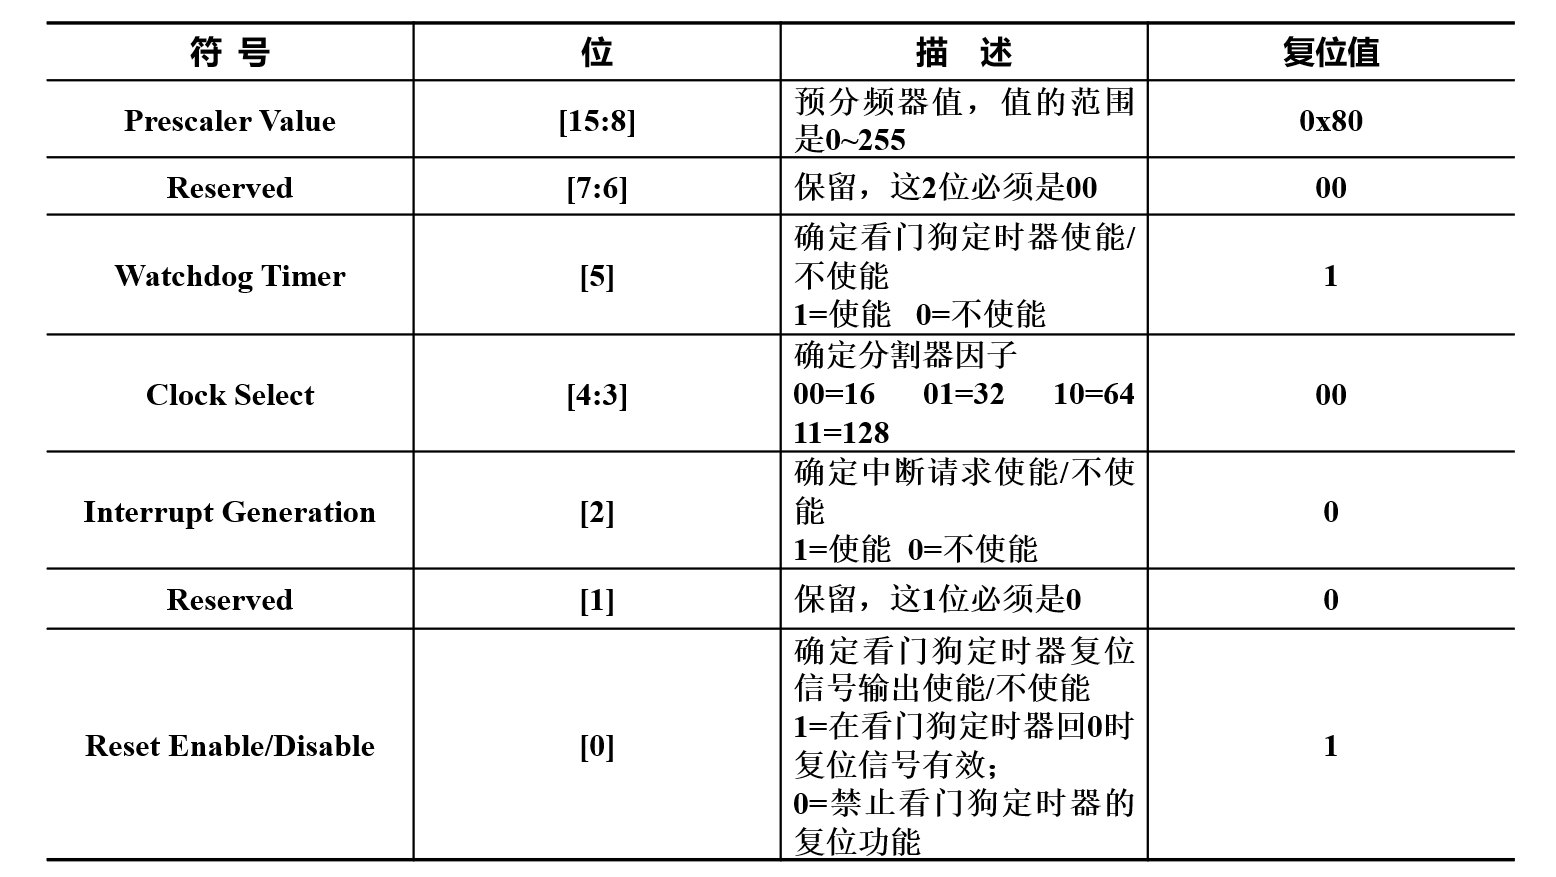 符 号 位 描 述 复位值
Prescaler Value [15:8] 预分频器值，值的范围 0x80
是0~255
Reserved [7:6] 保留，这2位必须是00 00
确定看门狗定时器使能/
不使能
Watchdog Timer [5] 1
1=使能 0=不使能
确定分割器因子
Clock Select [4:3] 00=16 01=32 10=64 00
11=128
确定中断请求使能/不使
Interrupt Generation [2] 能 0
1=使能 0=不使能
Reserved [1] 保留，这1位必须是0 0
确定看门狗定时器复位
信号输出使能/不使能
1=在看门狗定时器回0时
Reset Enable/Disable [0] 1
复位信号有效；
0=禁止看门狗定时器的
复位功能